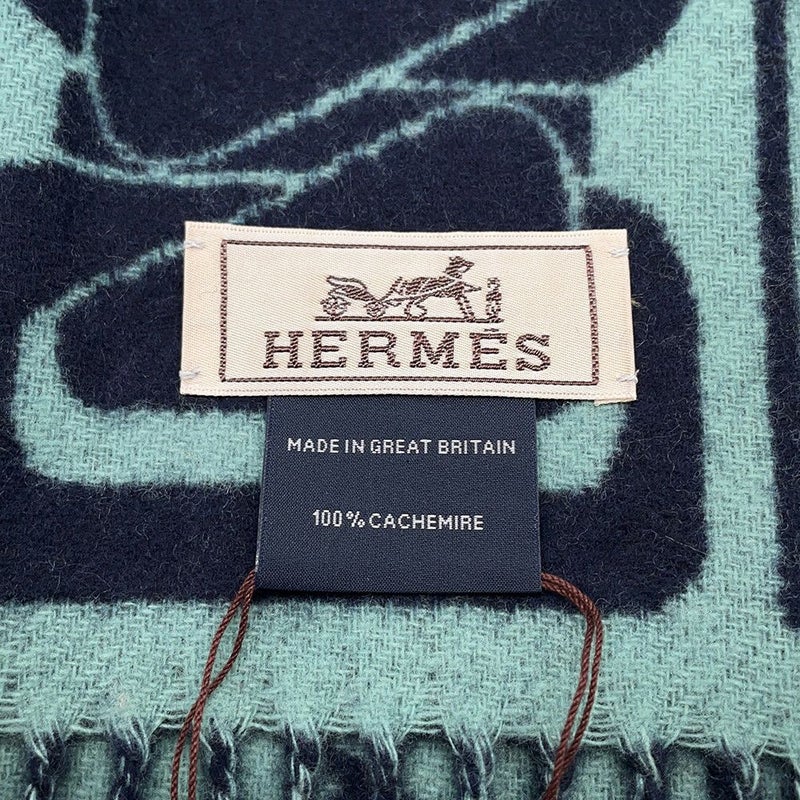 HERMÈS
MADE IN GREAT BRITAIN
100% CACHEMIRE